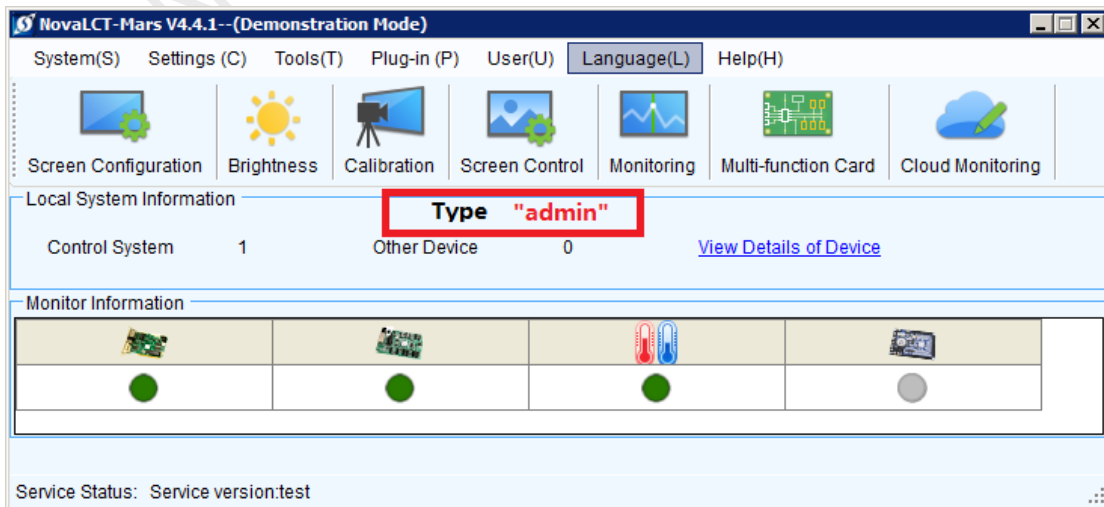 NovaLCT-Mars V4.4.1--(Demonstration Mode)
System(S) Settings (C) Tools(T) Plug-in (P) User(U) Language(L) Help(H)
Screen Configuration Brightness Calibration Screen Control Monitoring Multi-function Card Cloud Monitoring
Local System Information
Type "admin"
Control System 1 Other Device 0 View Details of Device
Monitor Information
Service Status: Service version:test